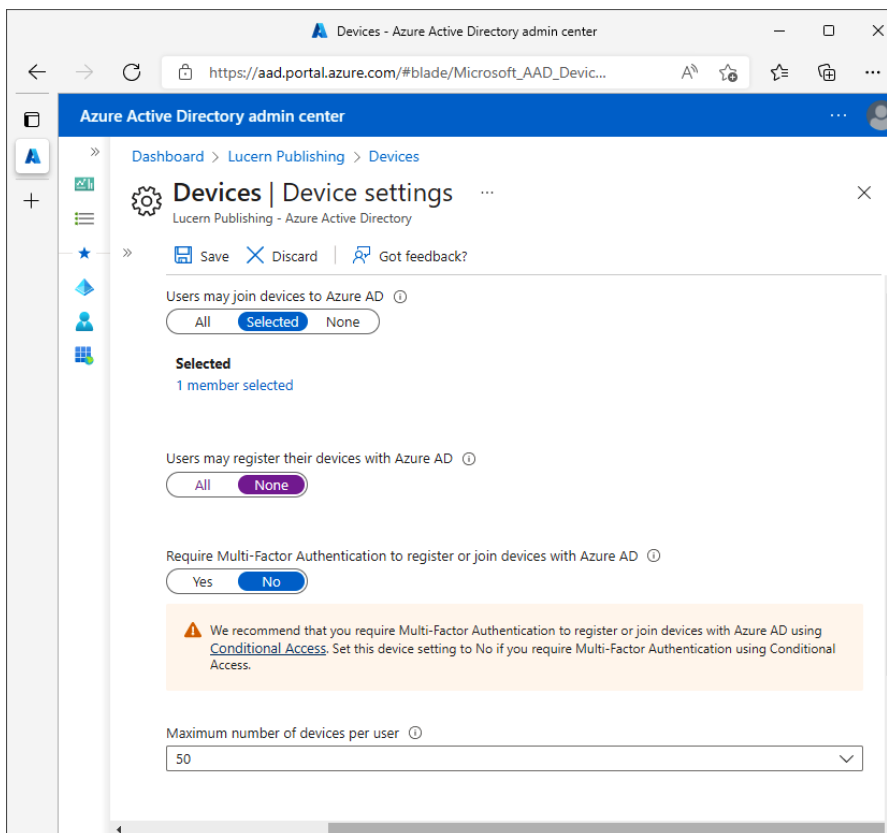 Devices - Azure Active Directory admin center
https://aad.portal.azure.com/#blade/Microsoft_AAD_Devic...
Azure Active Directory admin center
Dashboard > Lucern Publishing > Devices
Devices | Device settings ...
Lucern Publishing - Azure Active Directory
Save Discard Got feedback?
Users may join devices to Azure AD
All Selected None
Selected
1 member selected
Users may register their devices with Azure AD
All None
Require Multi-Factor Authentication to register or join devices with Azure AD
Yes No
We recommend that you require Multi-Factor Authentication to register or join devices with Azure AD using
Conditional Access. Set this device setting to No if you require Multi-Factor Authentication using Conditional
Access.
Maximum number of devices per user
50